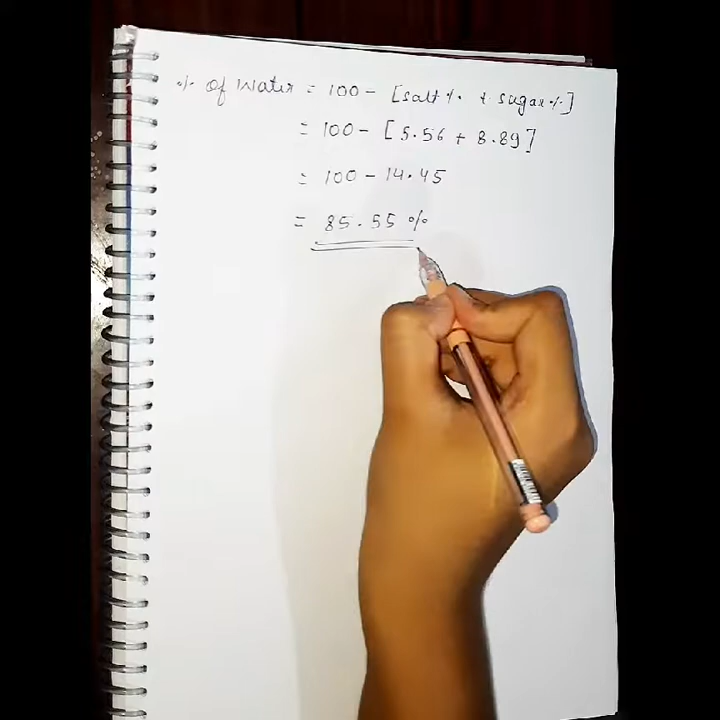 % of Water = 100 - [salt % + sugar %]
= 100 - [5.56 + 8.89]
= 100 - 14.45
= 85.55 %